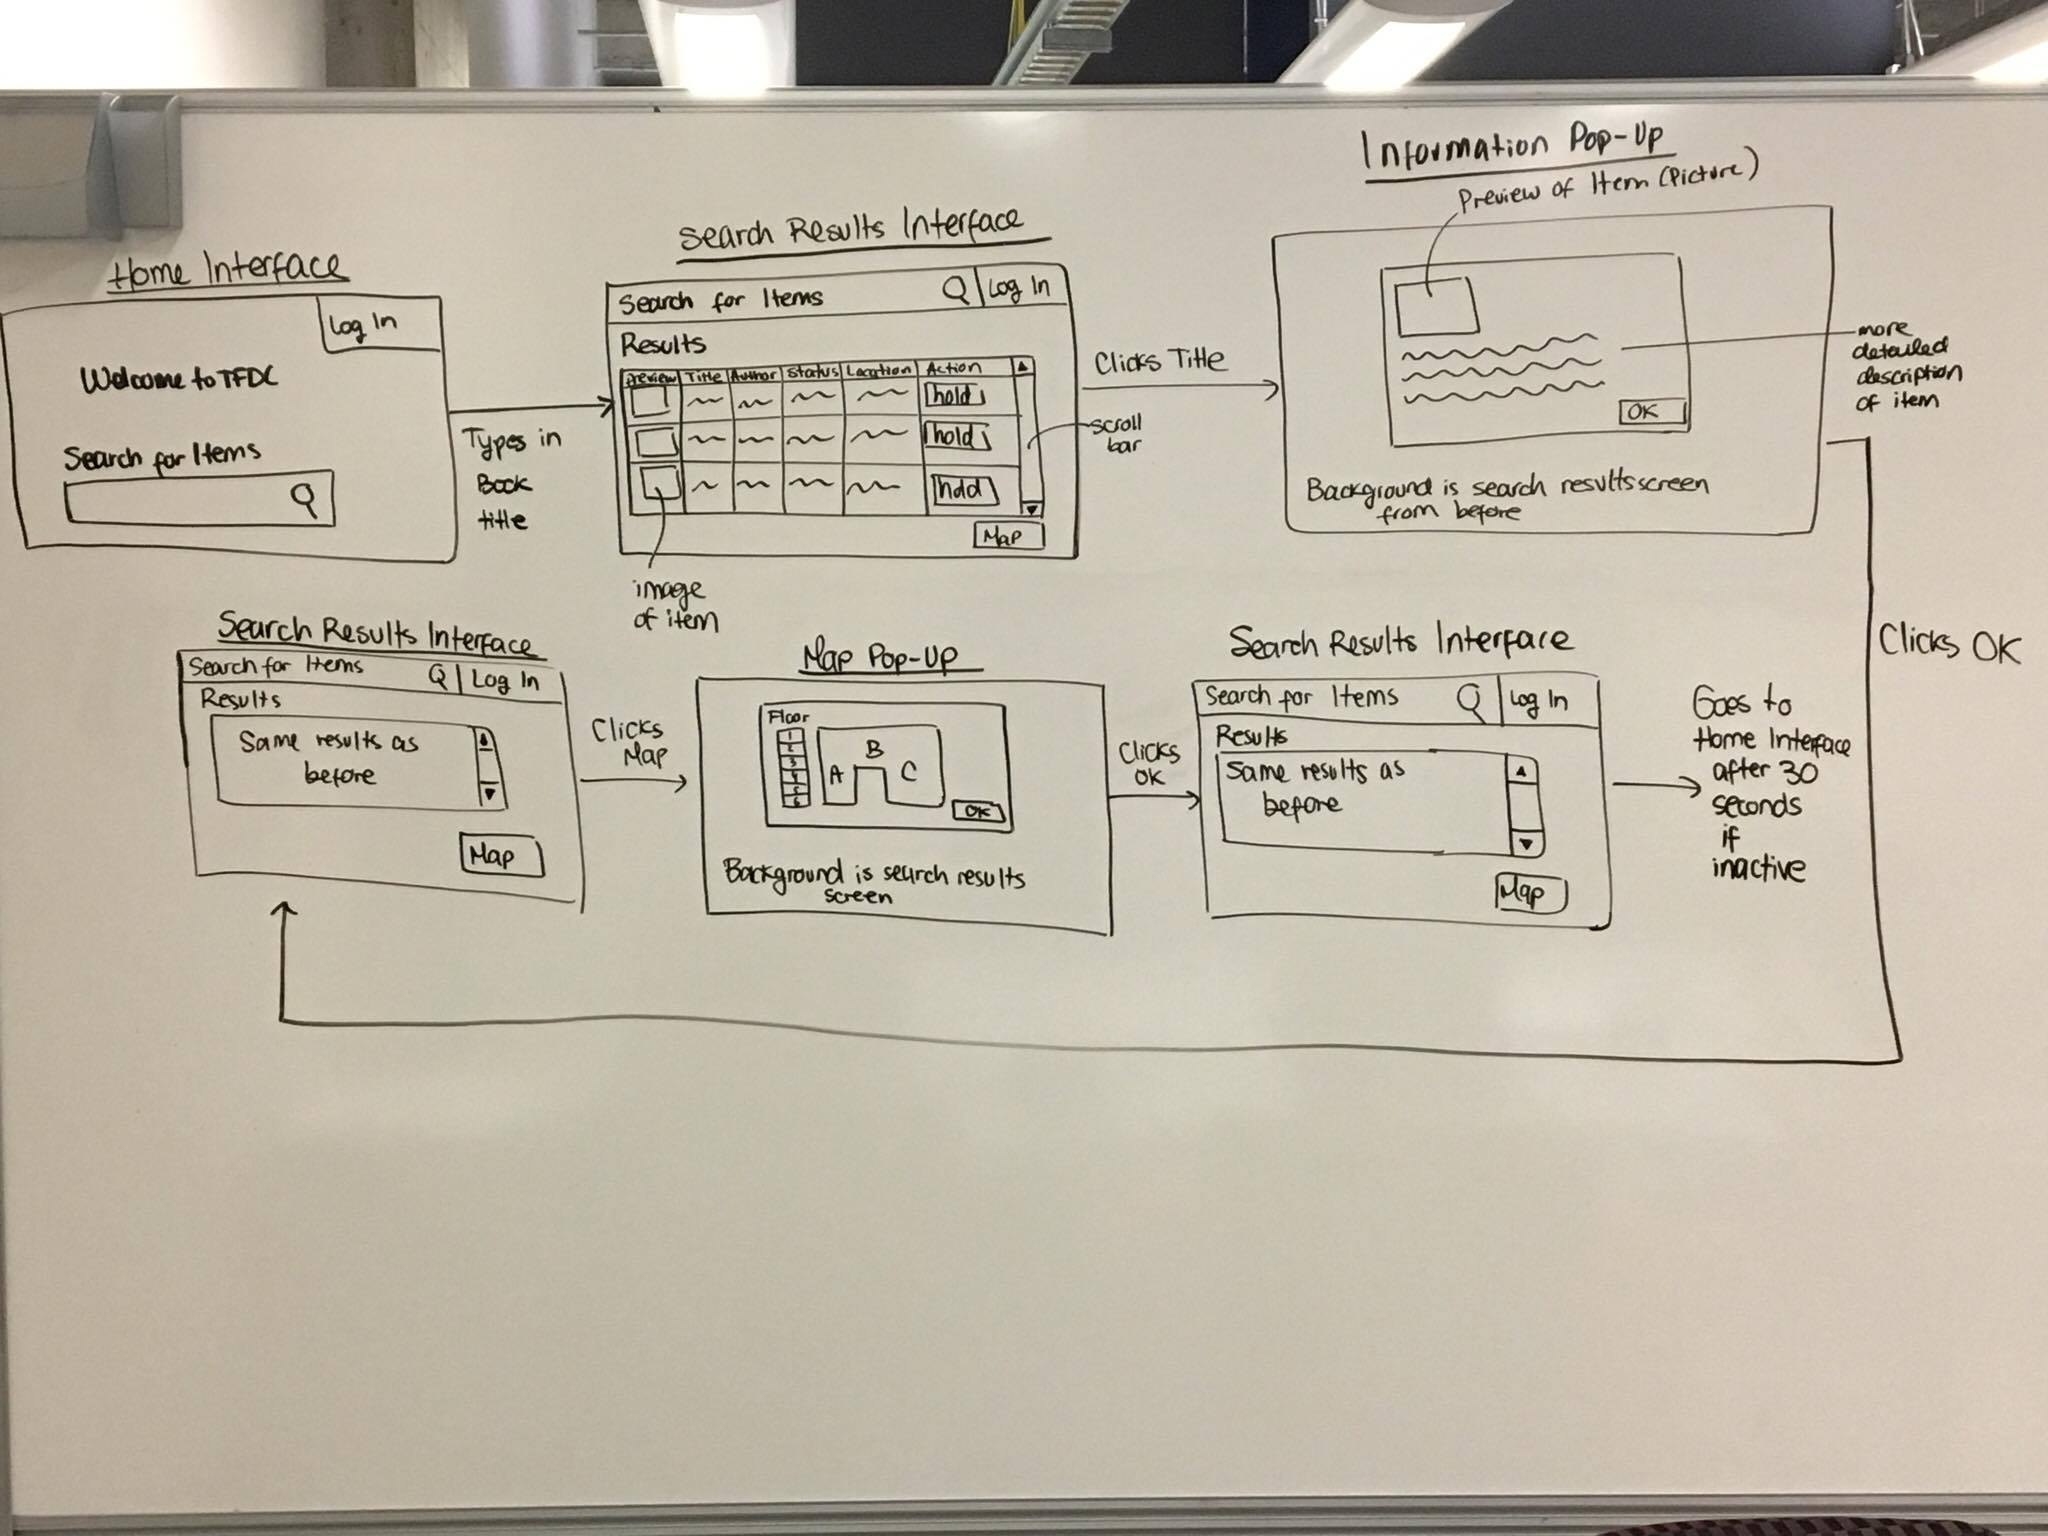 Home Interface
Log In
Welcome to TFDC
Search for Items
Types in
Book
title
Search Results Interface
Search for Items Log In
Results
Preview Title Author Status Location Action
hold
hold
hold
Map
scroll
bar
image
of item
Clicks Title
Information Pop-Up
Preview of Item (Picture)
OK
more
detailed
description
of item
Background is search results screen
from before
Clicks OK
Search Results Interface
Search for Items Log In
Results
Same results as
before
Map
Clicks
Map
Map Pop-Up
Floor
1
2
3
4
5
6
A B C
OK
Background is search results
screen
Clicks
OK
Search Results Interface
Search for Items Log In
Results
Same results as
before
Map
Goes to
Home Interface
after 30
seconds
if
inactive